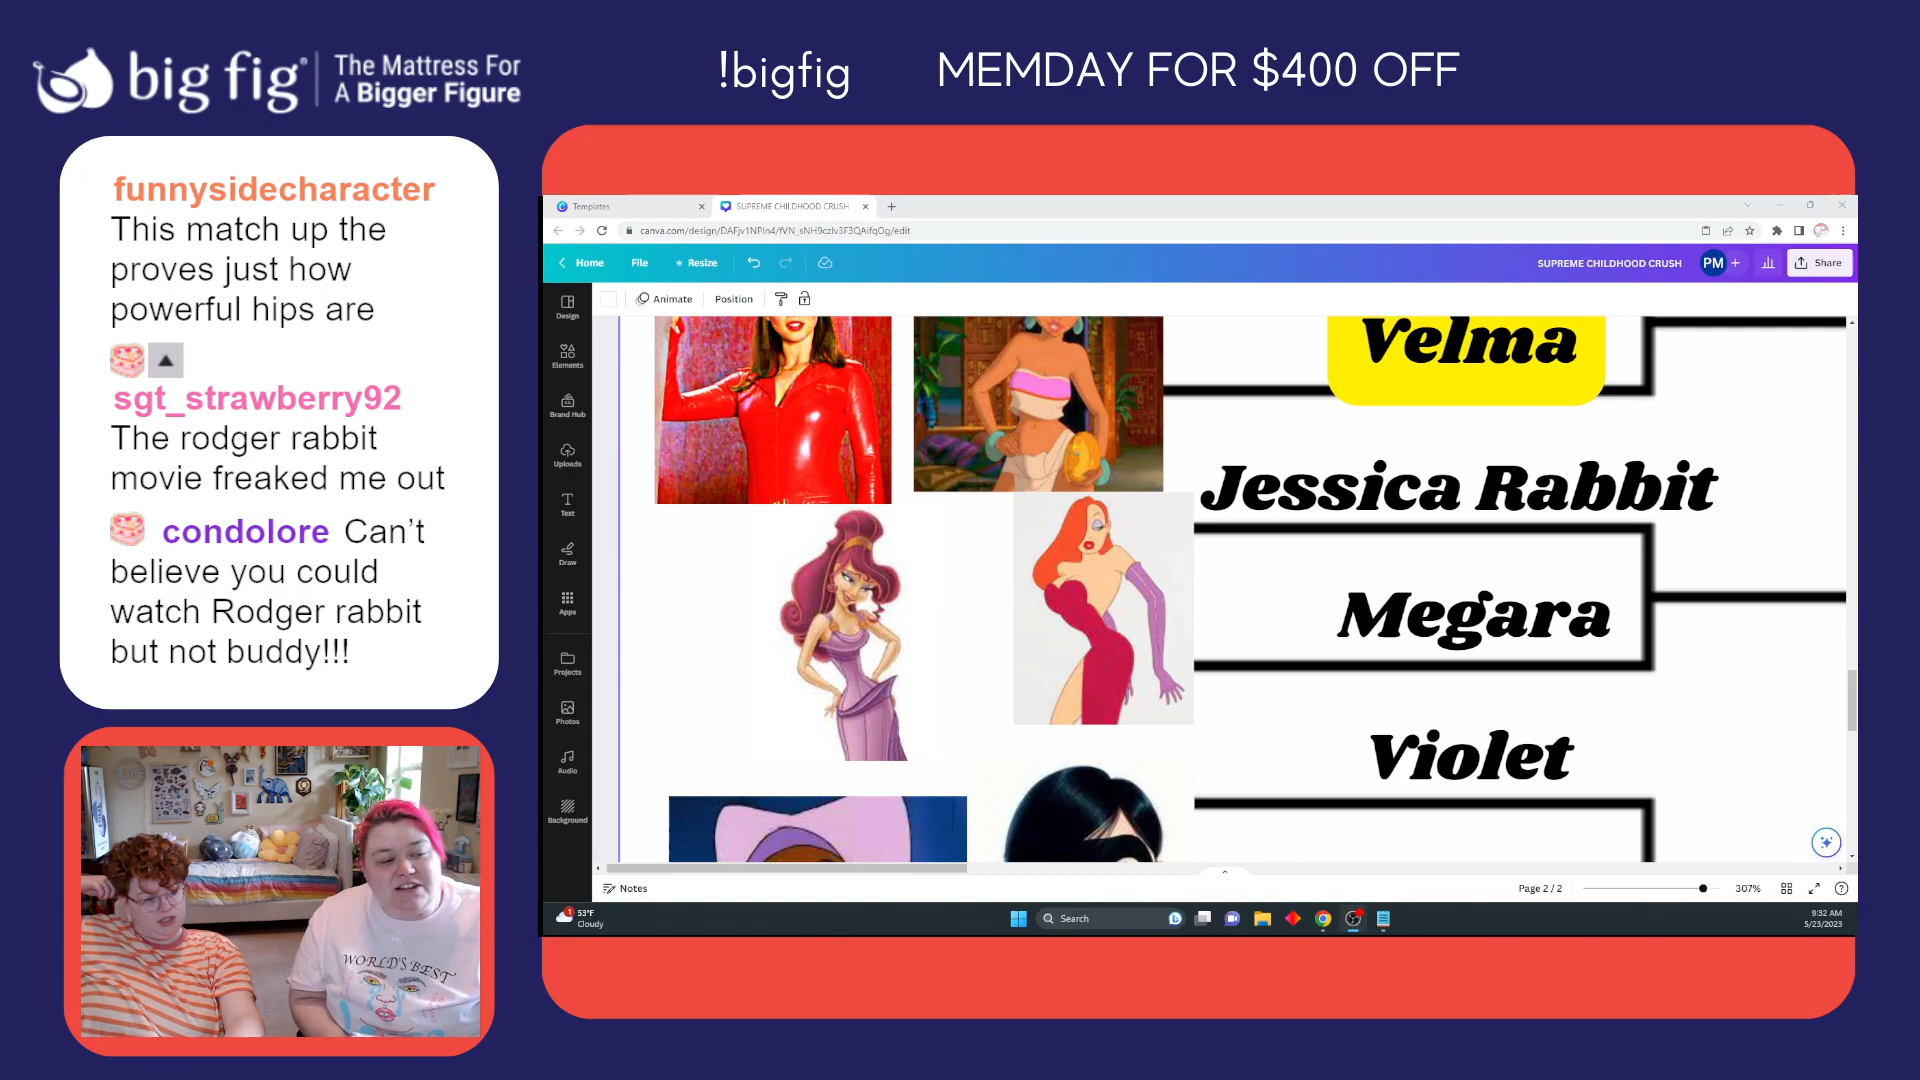 big fig
The Mattress For
A Bigger Figure
!bigfig
MEMDAY FOR $400 OFF
funnysidecharacter
This match up the
proves just how
powerful hips are
sgt_strawberry92
The rodger rabbit
movie freaked me out
condolore Can't
believe you could
watch Rodger rabbit
but not buddy!!!
WORLD'S BEST
Templates
SUPREME CHILDHOOD CRUSH
canva.com/design/DAFjv1NPln4/fVN_sNH9czlv3F3QAifqOg/edit
Home
File
Resize
SUPREME CHILDHOOD CRUSH
PM
Share
Animate
Position
Design
Elements
Brand Hub
Uploads
Text
Draw
Apps
Projects
Photos
Audio
Background
Velma
Jessica Rabbit
Megara
Violet
Notes
Page 2 / 2
307%
1
53°F
Cloudy
Search
9:32 AM
5/23/2023